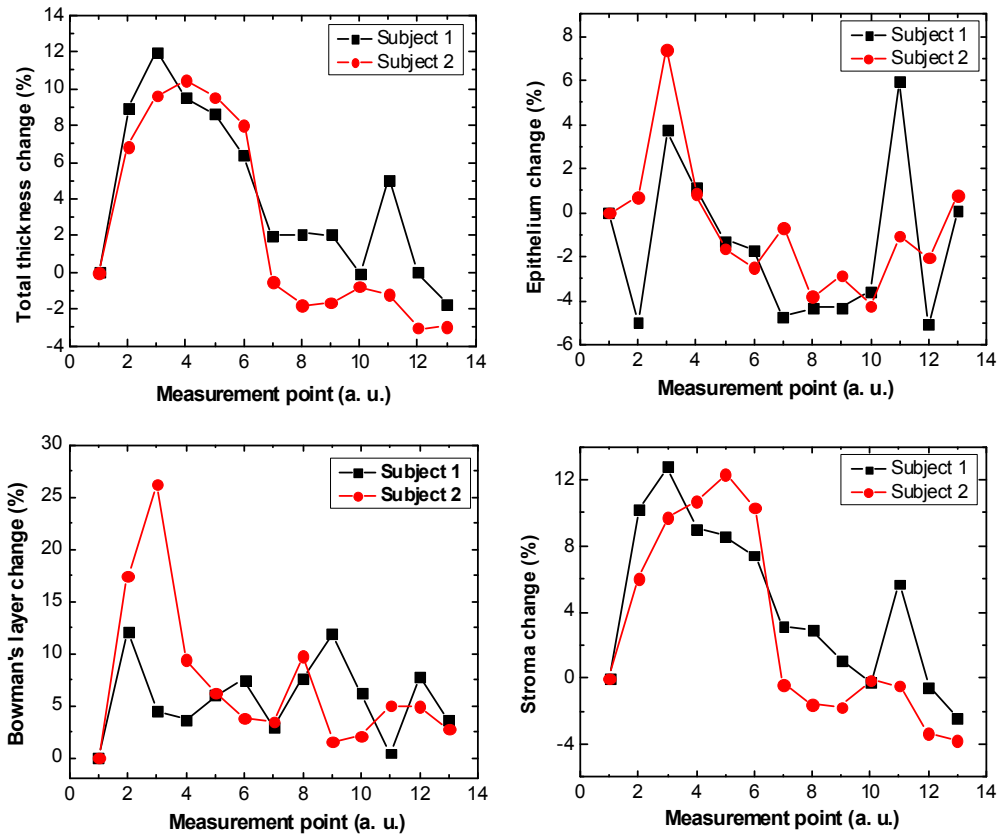 Total thickness change (%)
14
12
10
8
6
4
2
0
-2
-4
Subject 1
Subject 2
0 2 4 6 8 10 12 14
Measurement point (a. u.)
Epithelium change (%)
8
6
4
2
0
-2
-4
-6
Subject 1
Subject 2
0 2 4 6 8 10 12 14
Measurement point (a. u.)
Bowman's layer change (%)
30
25
20
15
10
5
0
Subject 1
Subject 2
0 2 4 6 8 10 12 14
Measurement point (a. u.)
Stroma change (%)
12
8
4
0
-4
Subject 1
Subject 2
0 2 4 6 8 10 12 14
Measurement point (a. u.)